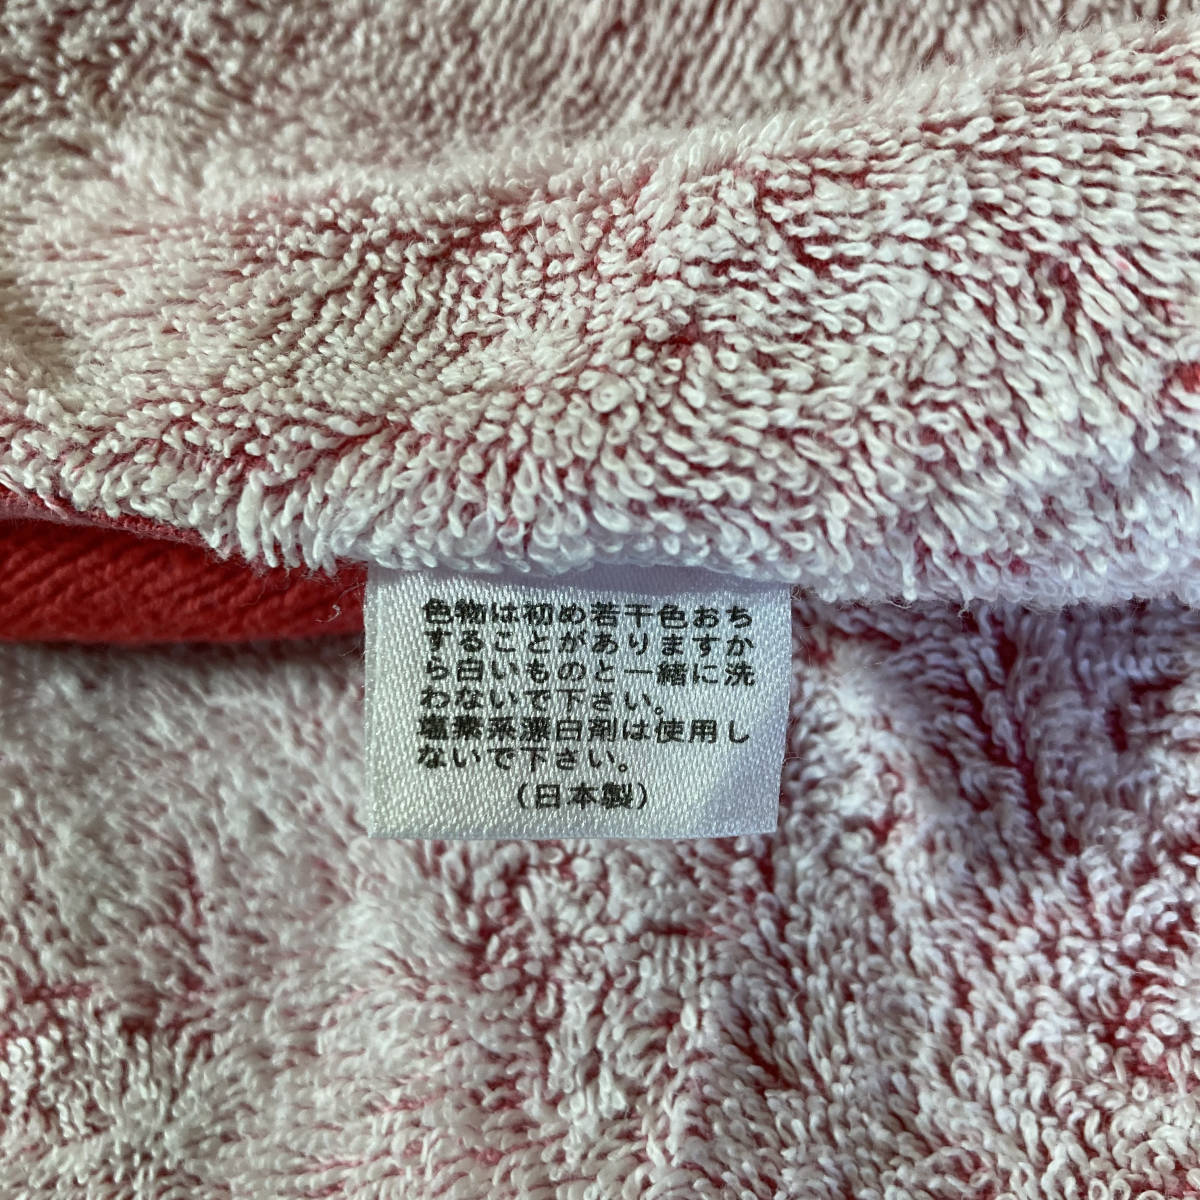 色物は初め若干色おち
することがありますか
ら白いものと一緒に洗
わないで下さい。
塩素系漂白剤は使用し
ないで下さい。
(日本製)